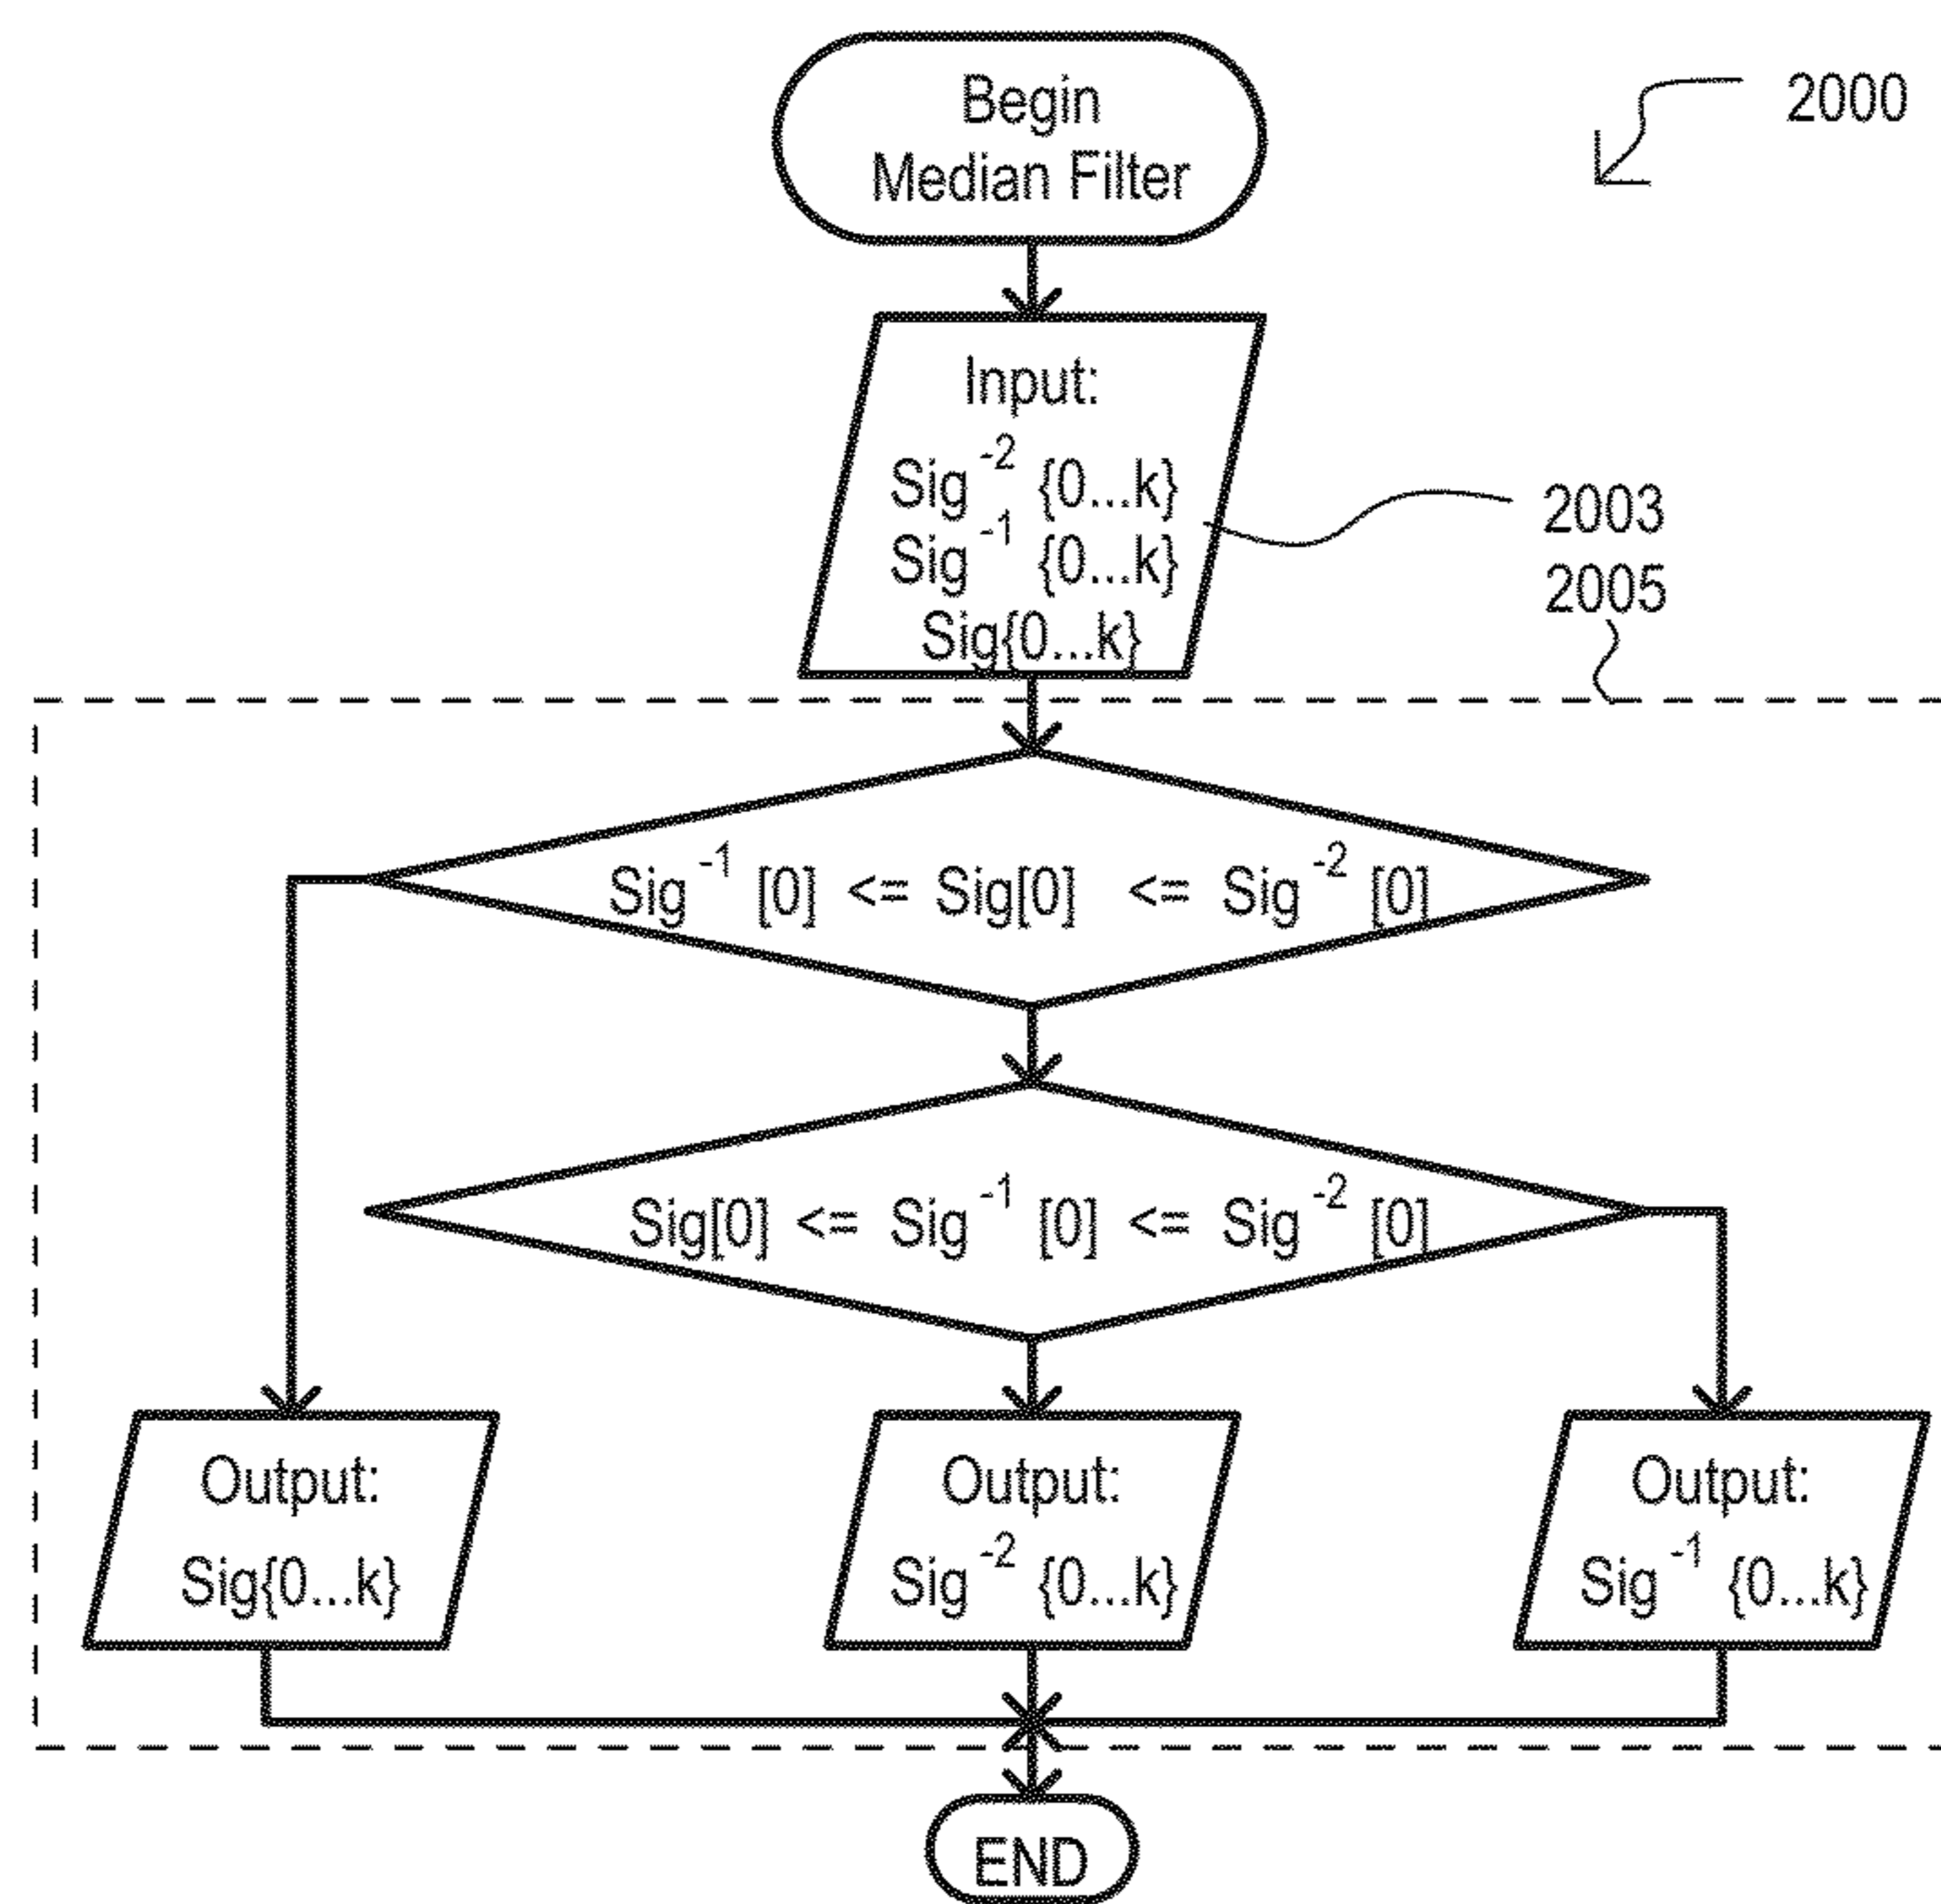 Begin
Median Filter
2000
Input:
Sig⁻² {0...k}
Sig⁻¹ {0...k}
Sig{0...k}
2003
2005
Sig⁻¹ [0] <= Sig[0] <= Sig⁻² [0]
Sig[0] <= Sig⁻¹ [0] <= Sig⁻² [0]
Output:
Sig{0...k}
Output:
Sig⁻² {0...k}
Output:
Sig⁻¹ {0...k}
END